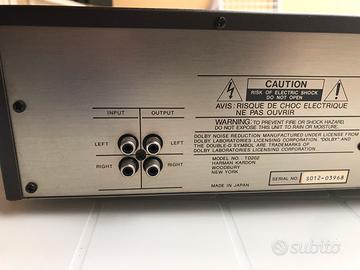 CAUTION
RISK OF ELECTRIC SHOCK
DO NOT OPEN
AVIS: RISQUE DE CHOC ELECTRIQUE
NE PAS OUVRIR
WARNING: TO PREVENT FIRE OR SHOCK HAZARD,
DO NOT EXPOSE THIS UNIT TO RAIN OR MOISTURE.
DOLBY NOISE REDUCTION MANUFACTURED UNDER LICENSE FROM
DOLBY LABORATORIES LICENSING CORPORATION. "DOLBY" AND
THE DOUBLE-D SYMBOL ARE TRADEMARKS OF
DOLBY LABORATORIES LICENSING CORPORATION.
INPUT OUTPUT
LEFT LEFT
RIGHT RIGHT
MODEL NO. : TD202
HARMAN KARDON
WOODBURY
NEW YORK
MADE IN JAPAN
SERIAL NO. S012-03968
subito